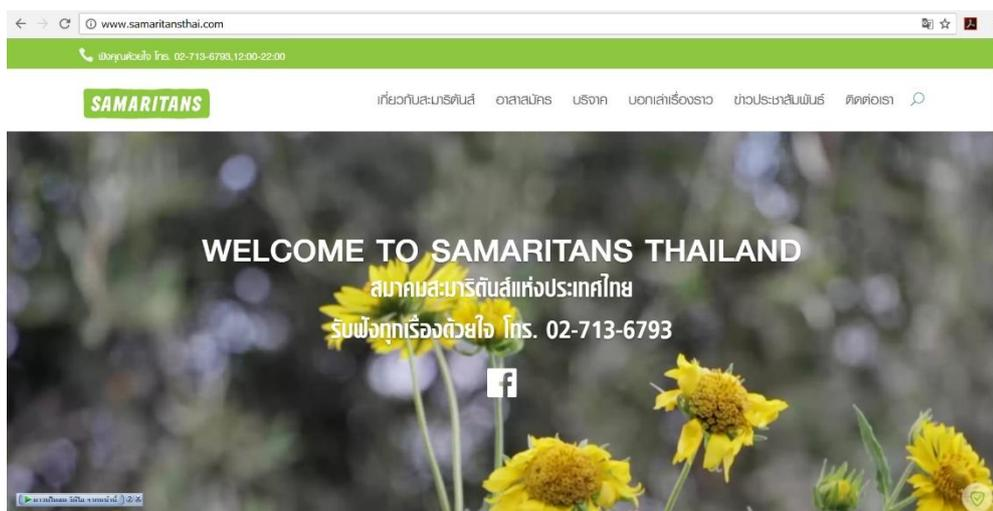 www.samaritansthai.com
ฟังคุณด้วยใจ โทร. 02-713-6793,12:00-22:00
SAMARITANS
เกี่ยวกับสะมาริตันส์ อาสาสมัคร บริจาค บอกเล่าเรื่องราว ข่าวประชาสัมพันธ์ ติดต่อเรา
WELCOME TO SAMARITANS THAILAND
สมาคมสะมาริตันส์แห่งประเทศไทย
รับฟังทุกเรื่องด้วยใจ โทร. 02-713-6793